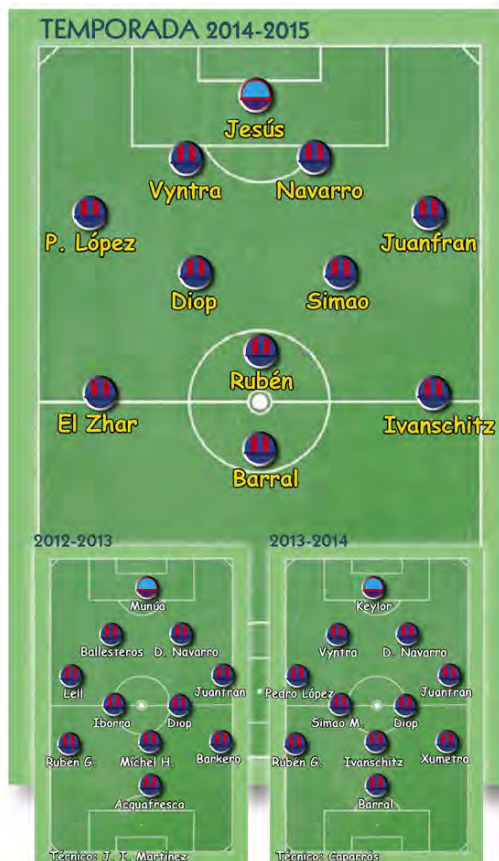 TEMPORADA 2014-2015
Jesús
Vyntra Navarro
P. López Juanfran
Diop Simao
Rubén
El Zhar Ivanschitz
Barral
2012-2013
Munúa
Ballesteros D. Navarro
Lell Juanfran
Iborra Diop
Rubén G. Míchel H. Barkero
Acquafresca
Técnico: J. I. Martínez
2013-2014
Keylor
Vyntra D. Navarro
Pedro López Juanfran
Simao M. Diop
Rubén G. Ivanschitz Xumetra
Barral
Técnico: Caparrós